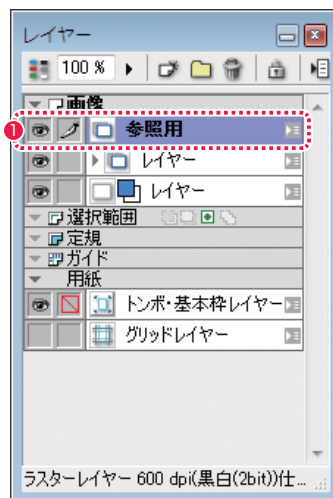 レイヤー
100 %
画像
1 参照用
レイヤー
レイヤー
選択範囲
定規
ガイド
用紙
トンボ・基本枠レイヤー
グリッドレイヤー
ラスターレイヤー 600 dpi(黒白(2bit))仕...